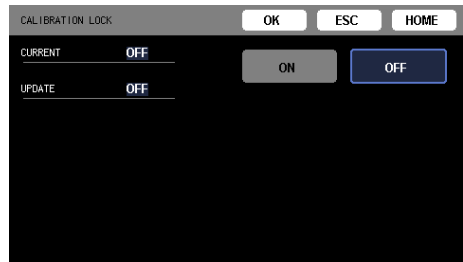 CALIBRATION LOCK OK ESC HOME
CURRENT OFF
ON OFF
UPDATE OFF